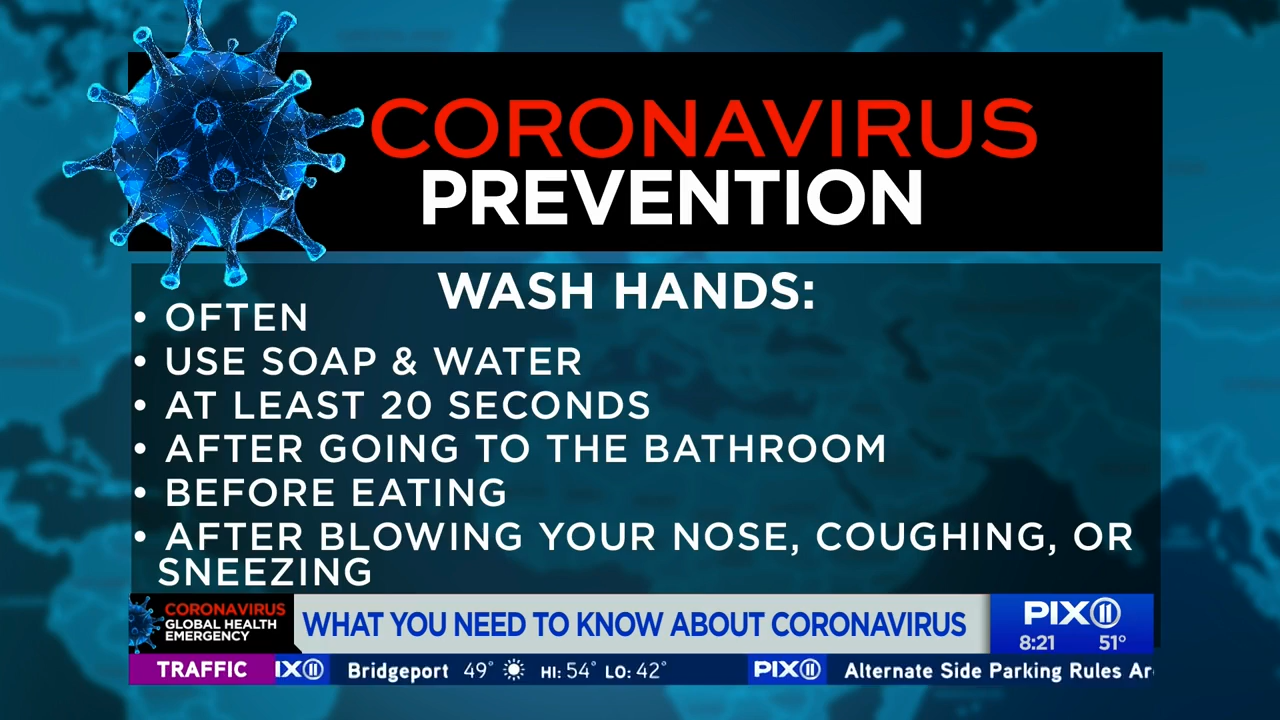 CORONAVIRUS
PREVENTION
WASH HANDS:
• OFTEN
• USE SOAP & WATER
• AT LEAST 20 SECONDS
• AFTER GOING TO THE BATHROOM
• BEFORE EATING
• AFTER BLOWING YOUR NOSE, COUGHING, OR
SNEEZING
CORONAVIRUS
GLOBAL HEALTH
EMERGENCY
WHAT YOU NEED TO KNOW ABOUT CORONAVIRUS
PIX11
8:21 51°
TRAFFIC IX11 Bridgeport 49° HI: 54° LO: 42° PIX11 Alternate Side Parking Rules Ar